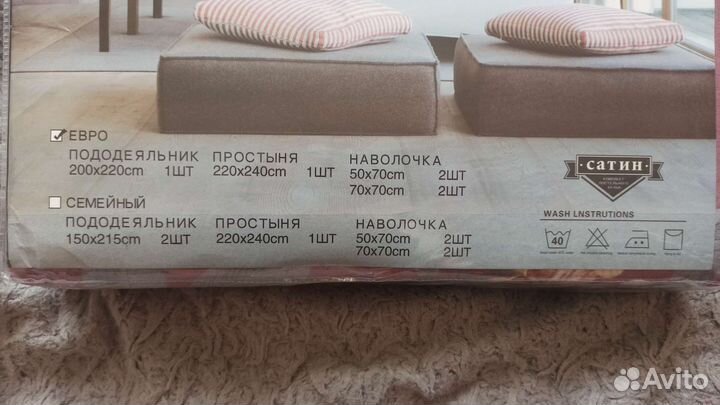 ЕВРО
ПОДОДЕЯЛЬНИК ПРОСТЫНЯ НАВОЛОЧКА
200x220cm 1ШТ 220x240cm 1ШТ 50x70cm 2ШТ
70x70cm 2ШТ
СЕМЕЙНЫЙ
ПОДОДЕЯЛЬНИК ПРОСТЫНЯ НАВОЛОЧКА
150x215cm 2ШТ 220x240cm 1ШТ 50x70cm 2ШТ
70x70cm 2ШТ
сатин
WASH LNSTRUTIONS
40
Avito